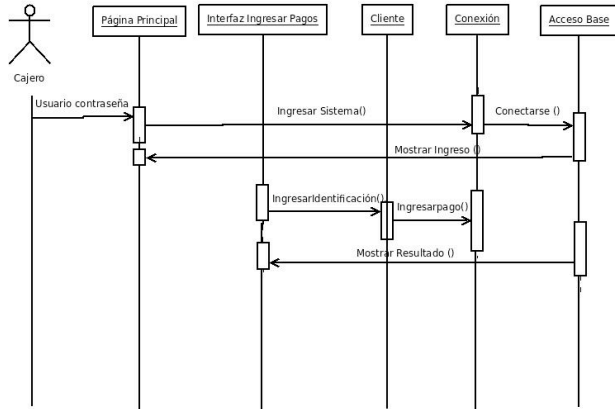 Página Principal
Interfaz Ingresar Pagos
Cliente
Conexión
Acceso Base
Cajero
Usuario contraseña
Ingresar Sistema()
Conectarse ()
Mostrar Ingreso ()
IngresarIdentificación()
Ingresarpago()
Mostrar Resultado ()